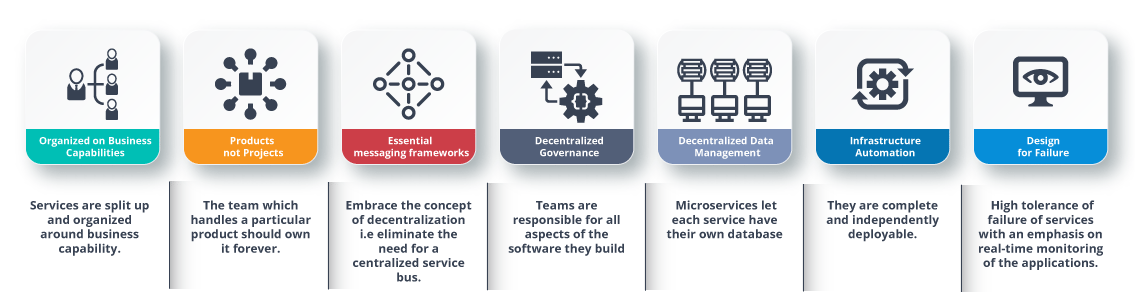 Organized on Business
Capabilities
Products
not Projects
Essential
messaging frameworks
Decentralized
Governance
Decentralized Data
Management
Infrastructure
Automation
Design
for Failure
Services are split up
and organized
around business
capability.
The team which
handles a particular
product should own
it forever.
Embrace the concept
of decentralization
i.e eliminate the
need for a
centralized service
bus.
Teams are
responsible for all
aspects of the
software they build
Microservices let
each service have
their own database
They are complete
and independently
deployable.
High tolerance of
failure of services
with an emphasis on
real-time monitoring
of the applications.